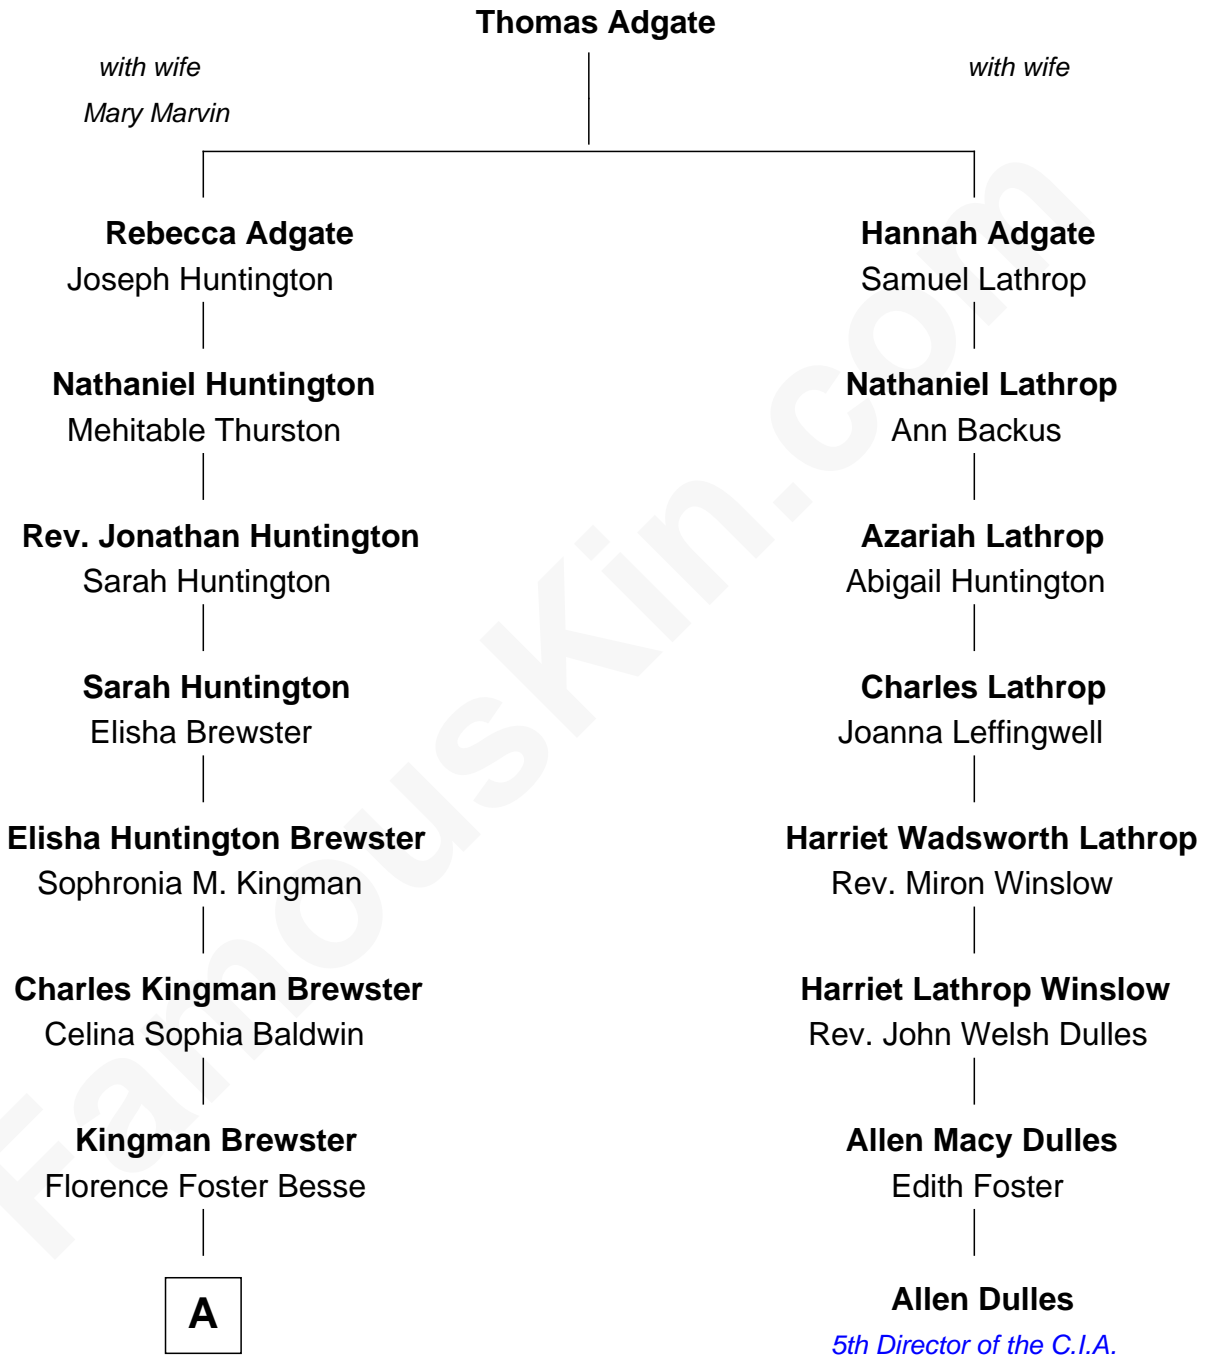 Thomas Adgate
with wife
Mary Marvin
with wife
Rebecca Adgate
Joseph Huntington
Hannah Adgate
Samuel Lathrop
Nathaniel Huntington
Mehitable Thurston
Nathaniel Lathrop
Ann Backus
Rev. Jonathan Huntington
Sarah Huntington
Azariah Lathrop
Abigail Huntington
Sarah Huntington
Elisha Brewster
Charles Lathrop
Joanna Leffingwell
Elisha Huntington Brewster
Sophronia M. Kingman
Harriet Wadsworth Lathrop
Rev. Miron Winslow
Charles Kingman Brewster
Celina Sophia Baldwin
Harriet Lathrop Winslow
Rev. John Welsh Dulles
Kingman Brewster
Florence Foster Besse
Allen Macy Dulles
Edith Foster
A
Allen Dulles
5th Director of the C.I.A.
FamousKin.com